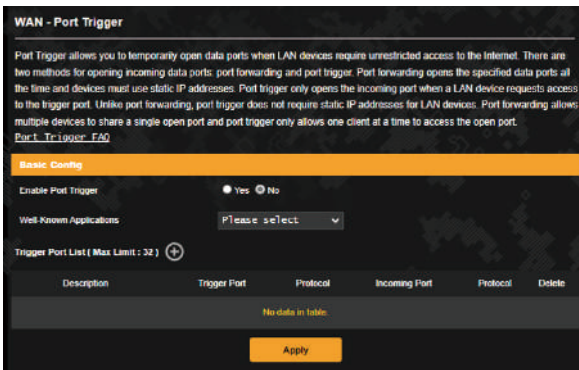 WAN - Port Trigger
Port Trigger allows you to temporarily open data ports when LAN devices require unrestricted access to the Internet. There are
two methods for opening incoming data ports: port forwarding and port trigger. Port forwarding opens the specified data ports all
the time and devices must use static IP addresses. Port trigger only opens the incoming port when a LAN device requests access
to the trigger port. Unlike port forwarding, port trigger does not require static IP addresses for LAN devices. Port forwarding allows
multiple devices to share a single open port and port trigger only allows one client at a time to access the open port.
Port Trigger FAQ
Basic Config
Enable Port Trigger Yes No
Well-Known Applications Please select
Trigger Port List ( Max Limit : 32 )
Description Trigger Port Protocol Incoming Port Protocol Delete
No data in table.
Apply